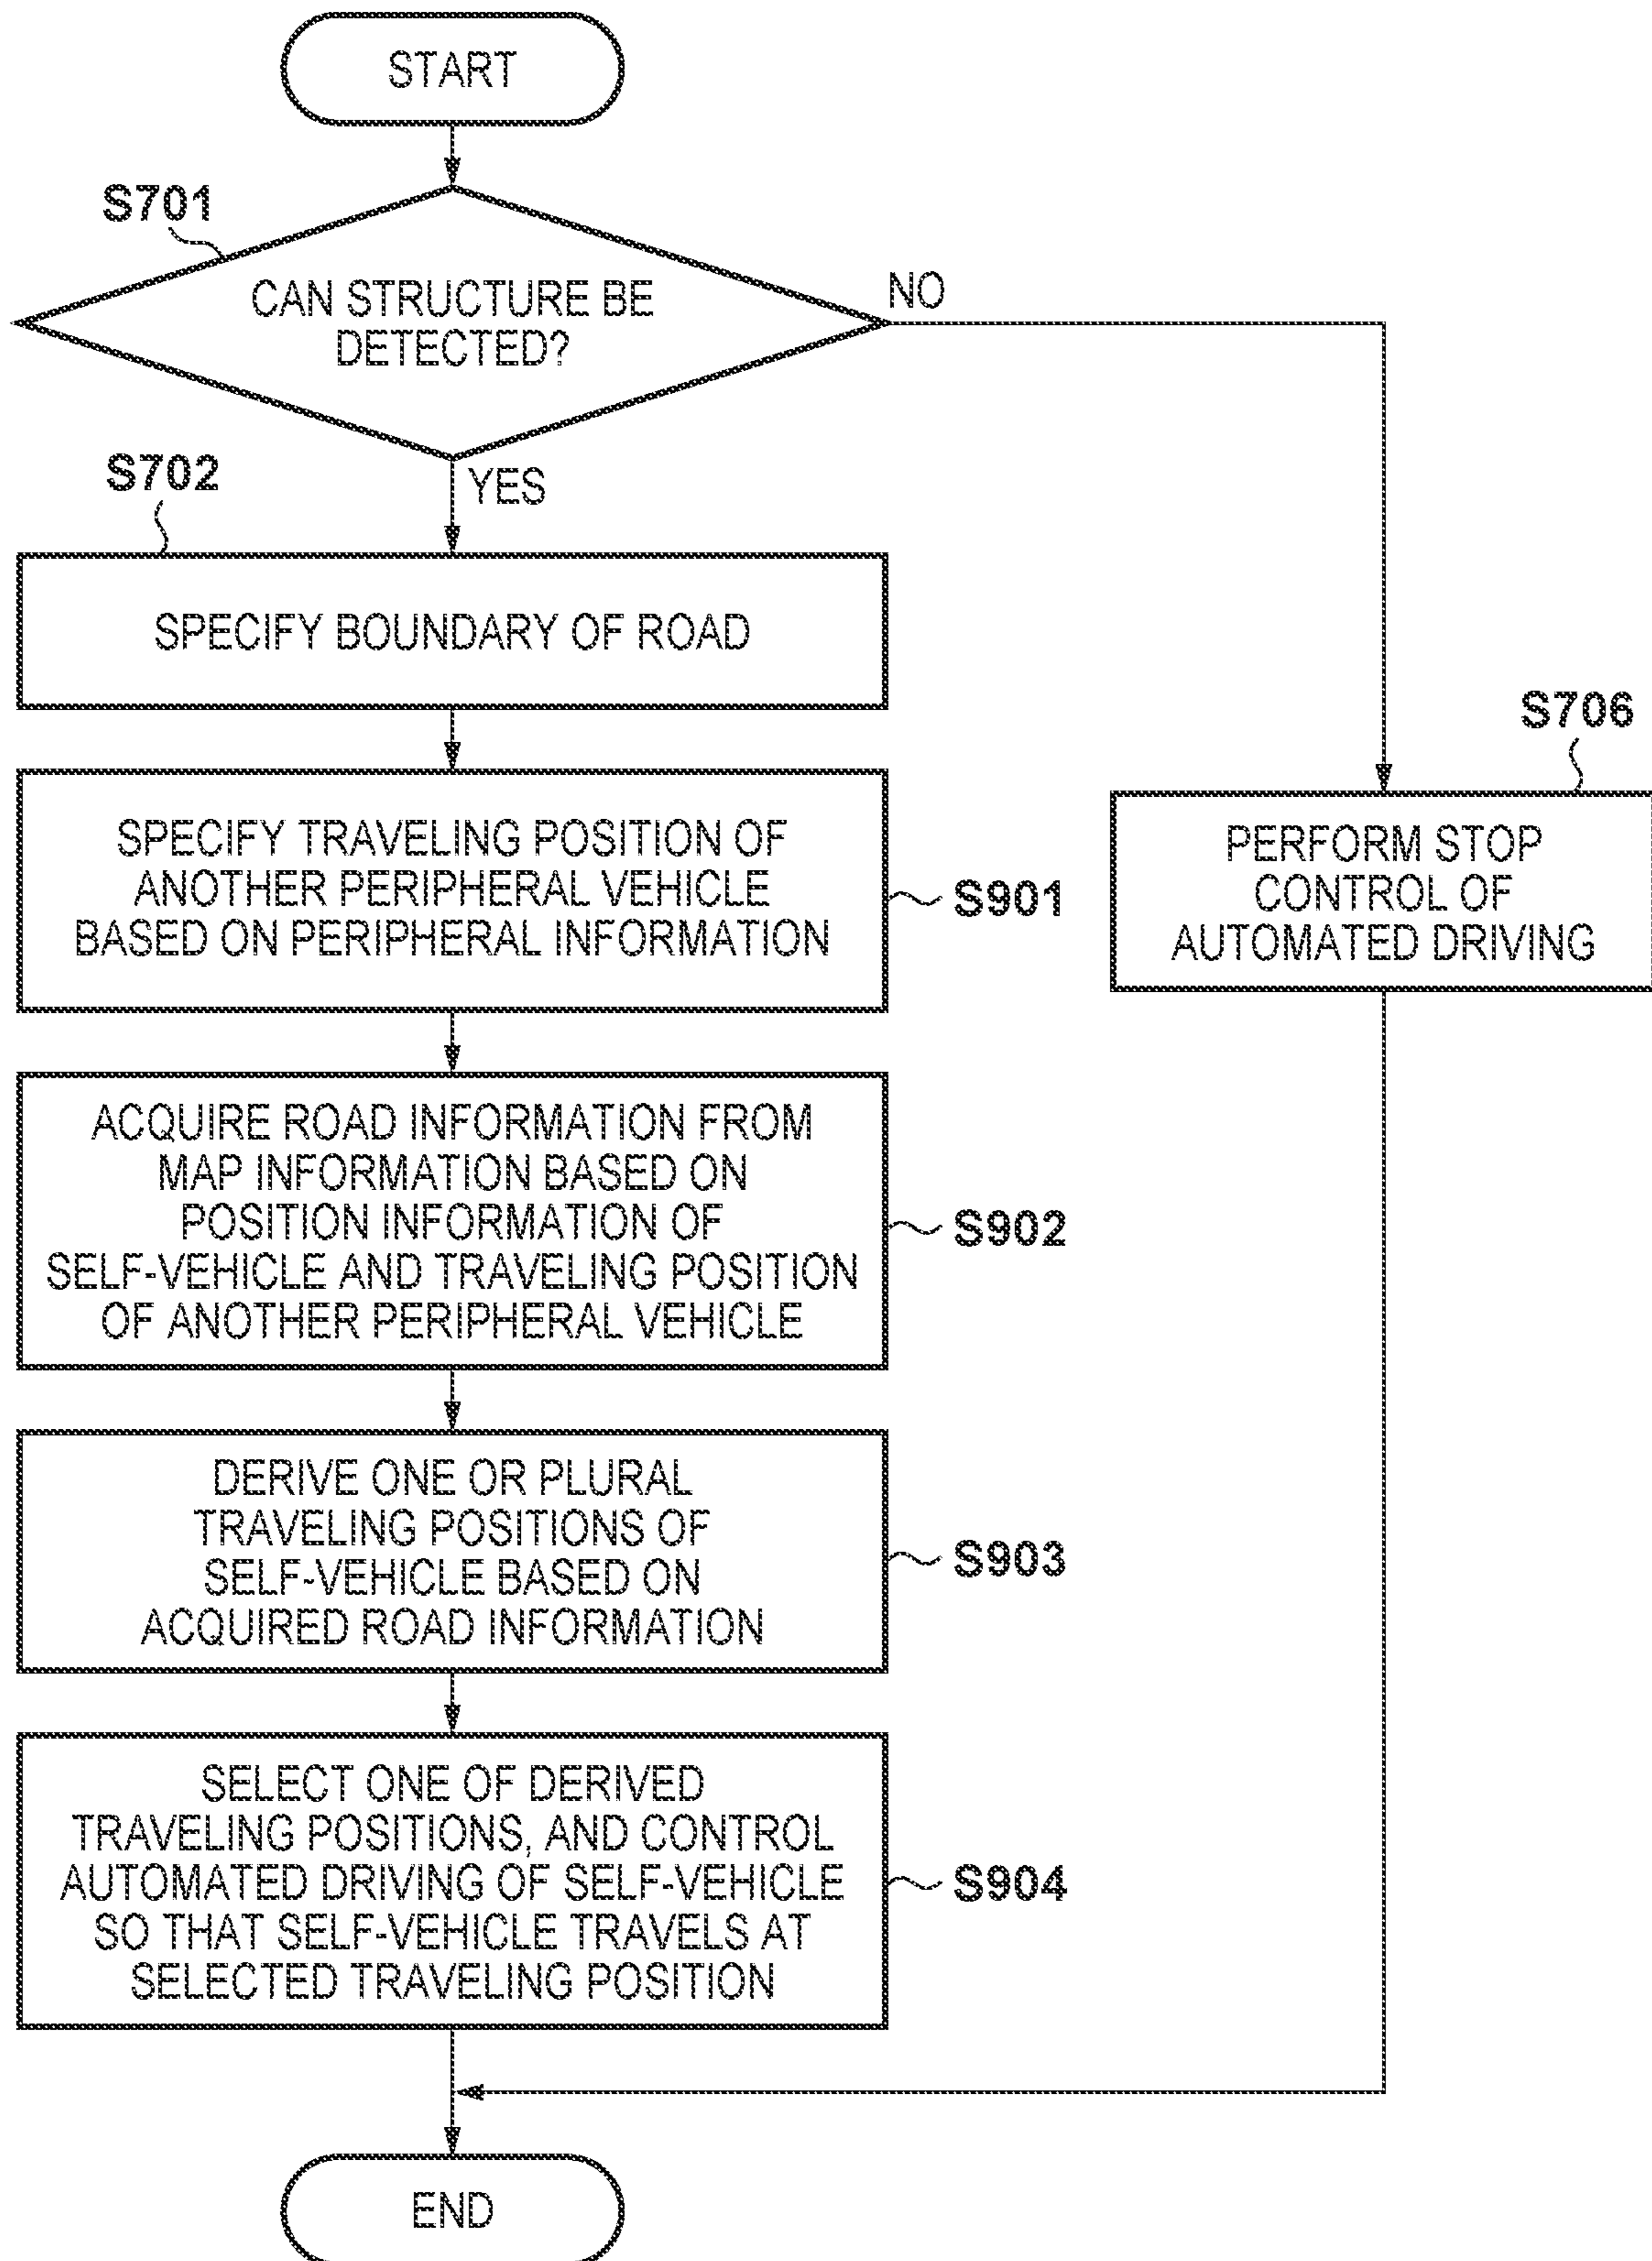 START
S701
CAN STRUCTURE BE
DETECTED?
NO
YES
S702
SPECIFY BOUNDARY OF ROAD
SPECIFY TRAVELING POSITION OF
ANOTHER PERIPHERAL VEHICLE
BASED ON PERIPHERAL INFORMATION
S901
S706
PERFORM STOP
CONTROL OF
AUTOMATED DRIVING
ACQUIRE ROAD INFORMATION FROM
MAP INFORMATION BASED ON
POSITION INFORMATION OF
SELF-VEHICLE AND TRAVELING POSITION
OF ANOTHER PERIPHERAL VEHICLE
S902
DERIVE ONE OR PLURAL
TRAVELING POSITIONS OF
SELF-VEHICLE BASED ON
ACQUIRED ROAD INFORMATION
S903
SELECT ONE OF DERIVED
TRAVELING POSITIONS, AND CONTROL
AUTOMATED DRIVING OF SELF-VEHICLE
SO THAT SELF-VEHICLE TRAVELS AT
SELECTED TRAVELING POSITION
S904
END